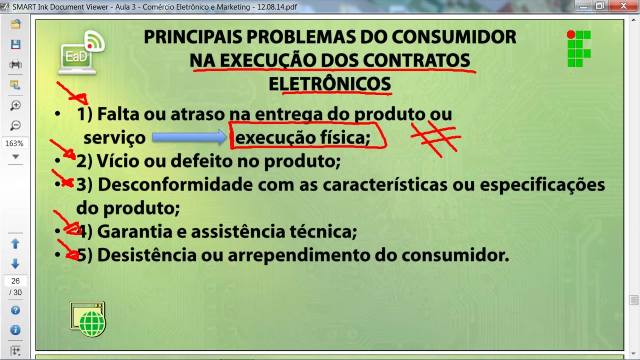 SMART Ink Document Viewer - Aula 3 - Comércio Eletrônico e Marketing - 12.08.14.pdf
EaD
PRINCIPAIS PROBLEMAS DO CONSUMIDOR
NA EXECUÇÃO DOS CONTRATOS
ELETRÔNICOS
• 1) Falta ou atraso na entrega do produto ou
serviço execução física;
• 2) Vício ou defeito no produto;
• 3) Desconformidade com as características ou especificações
do produto;
• 4) Garantia e assistência técnica;
• 5) Desistência ou arrependimento do consumidor.
163%
26
/ 30